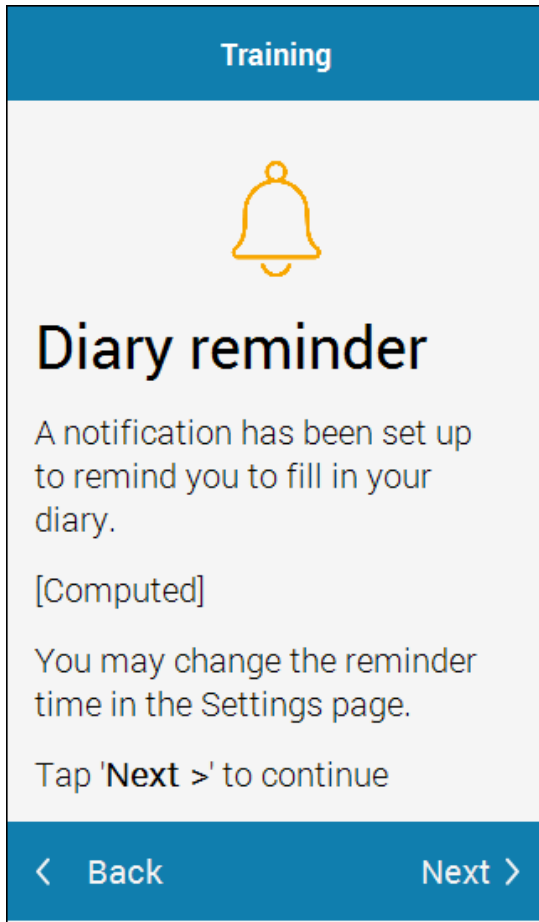 Training
Diary reminder
A notification has been set up
to remind you to fill in your
diary.
[Computed]
You may change the reminder
time in the Settings page.
Tap 'Next >' to continue
< Back
Next >